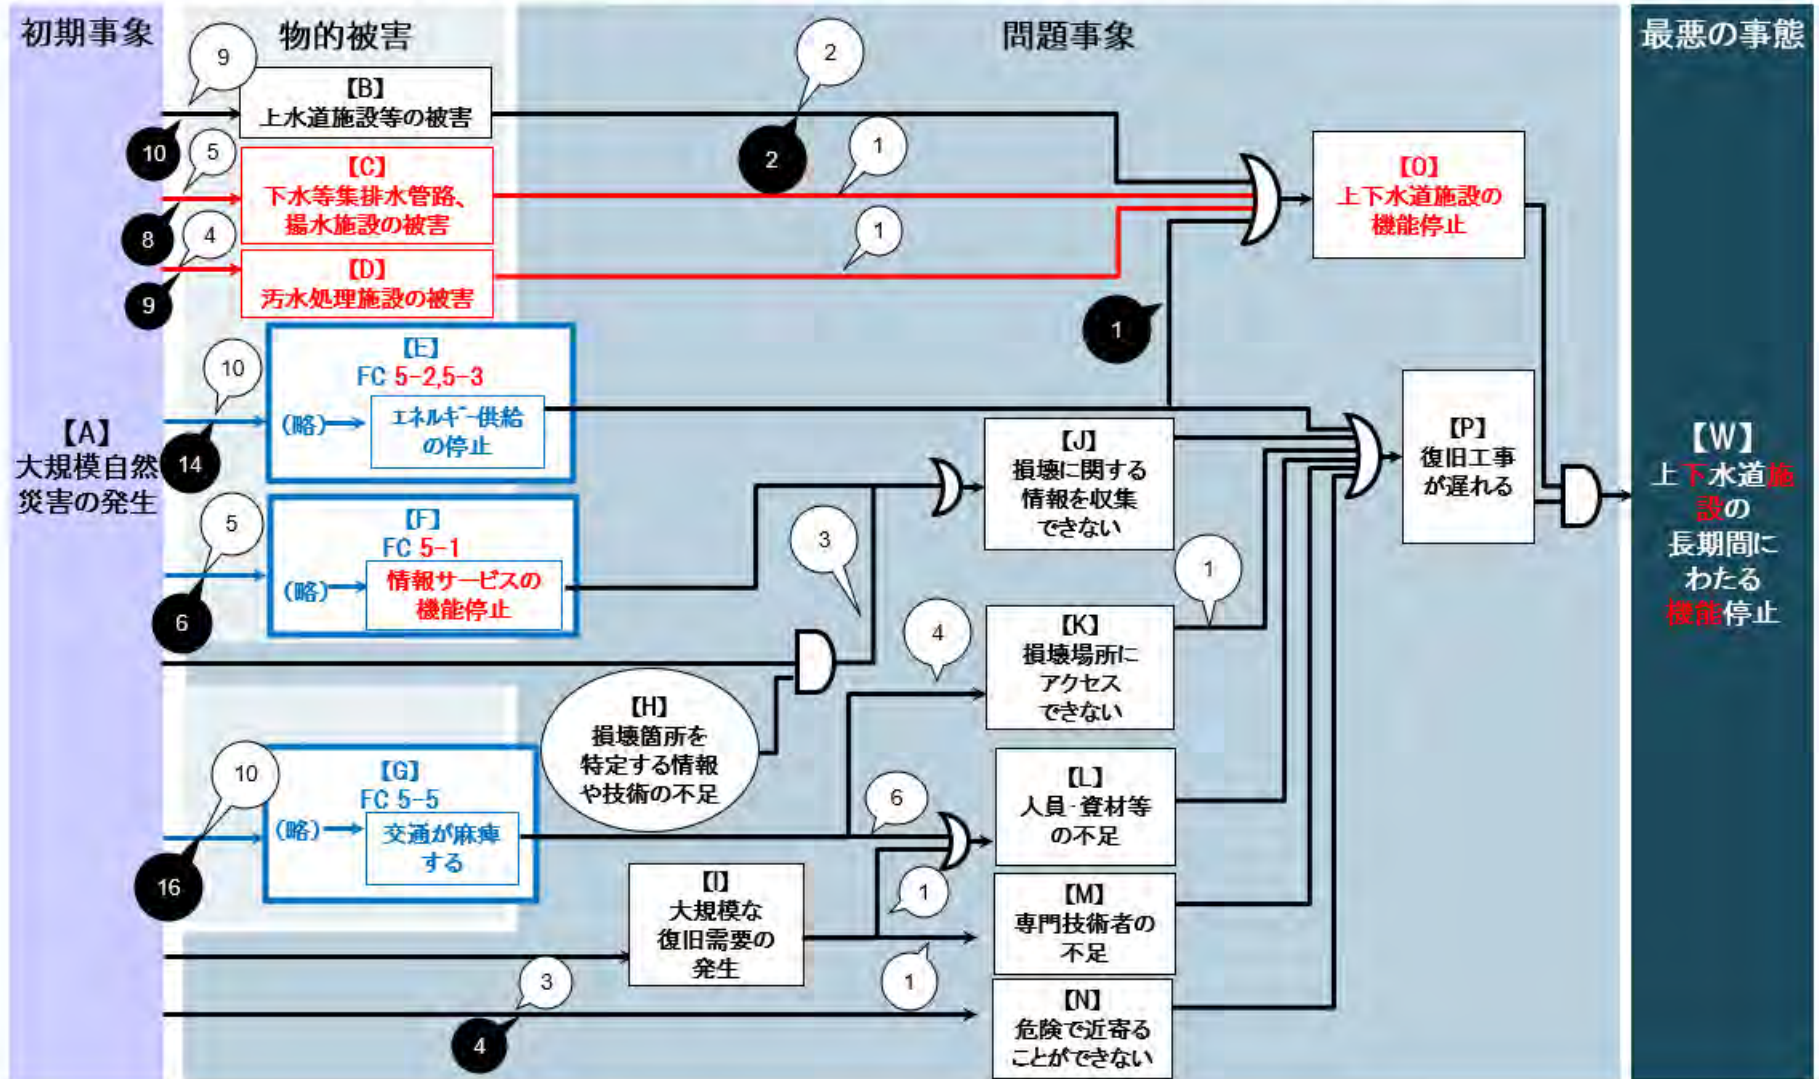 初期事象
物的被害
問題事象
最悪の事態
9
2
【B】
上水道施設等の被害
10
5
2
1
【C】
下水等集排水管路、
揚水施設の被害
8
4
1
【D】
汚水処理施設の被害
9
【O】
上下水道施設の
機能停止
1
【E】
FC 5-2,5-3
(略)
エネルギー供給
の停止
10
14
【A】
大規模自然
災害の発生
【F】
FC 5-1
(略)
情報サービスの
機能停止
5
6
3
【J】
損壊に関する
情報を収集
できない
【P】
復旧工事
が遅れる
【W】
上下水道施
設の
長期間に
わたる
機能停止
1
4
【K】
損壊場所に
アクセス
できない
【H】
損壊箇所を
特定する情報
や技術の不足
10
【G】
FC 5-5
(略)
交通が麻痺
する
16
6
【L】
人員・資材等
の不足
【I】
大規模な
復旧需要の
発生
1
【M】
専門技術者の
不足
1
3
4
【N】
危険で近寄る
ことができない